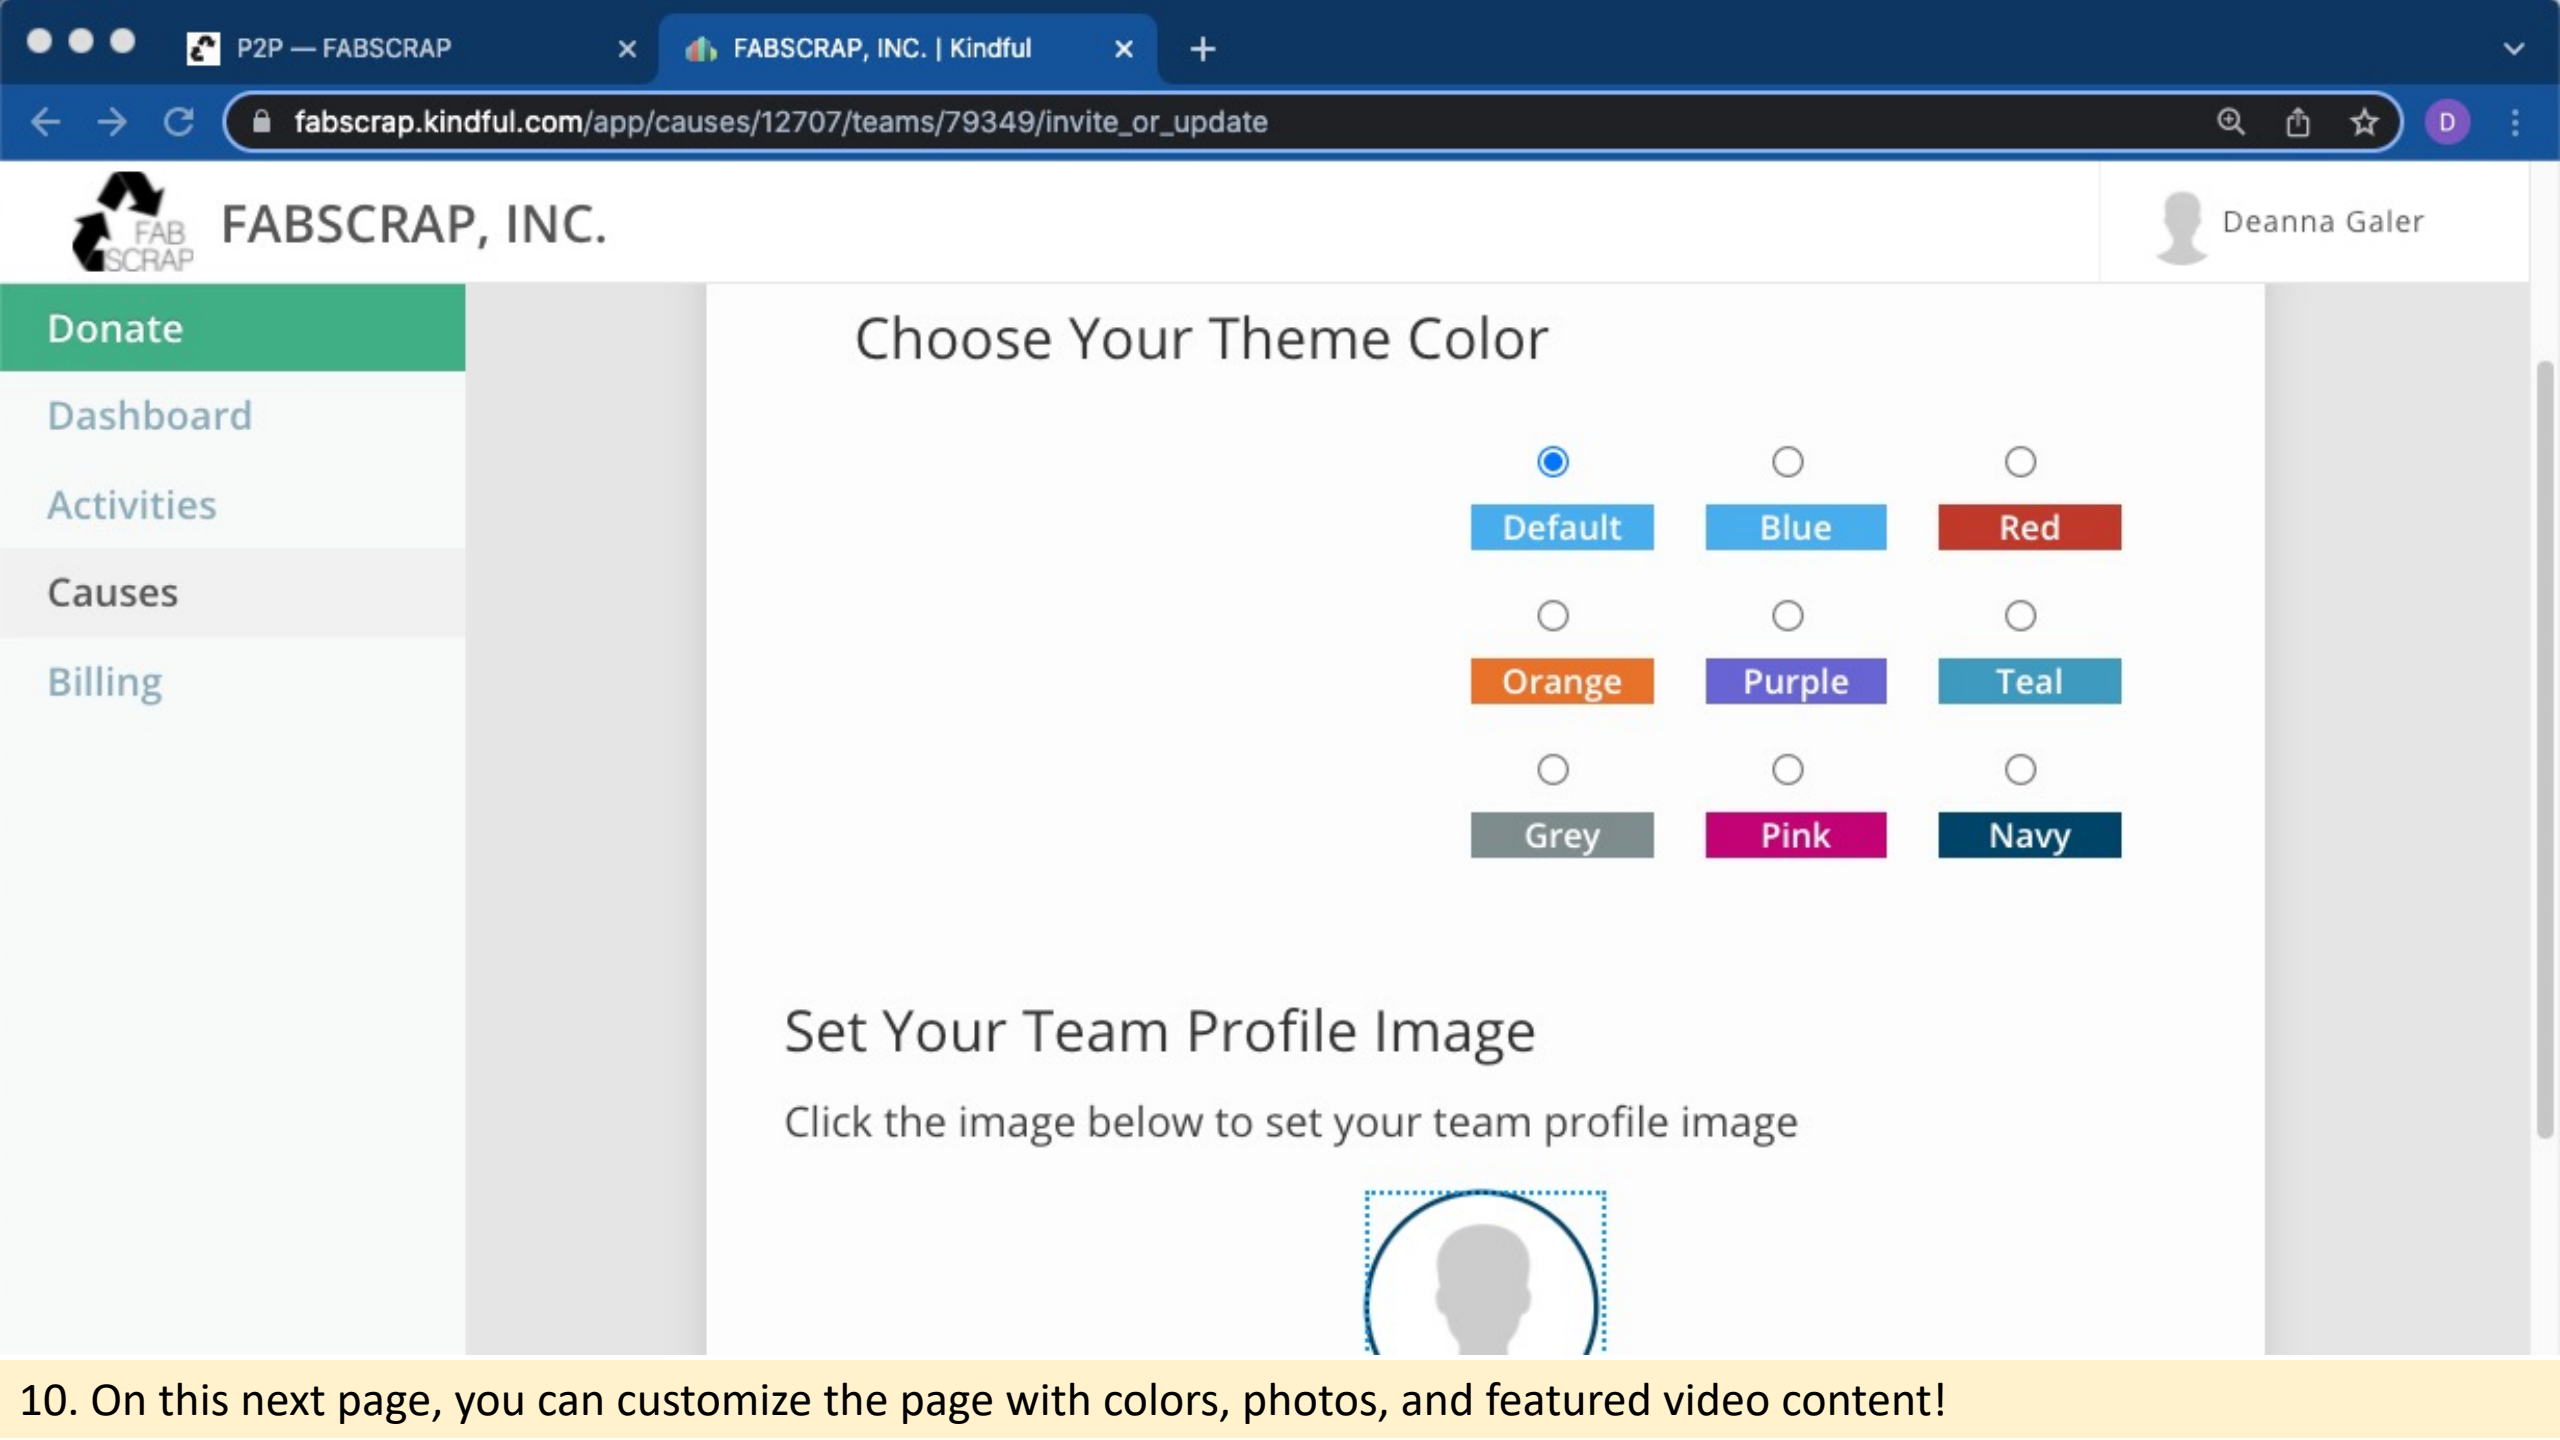 P2P — FABSCRAP
FABSCRAP, INC. | Kindful
fabscrap.kindful.com/app/causes/12707/teams/79349/invite_or_update
D
FAB
SCRAP
FABSCRAP, INC.
Deanna Galer
Donate
Dashboard
Activities
Causes
Billing
Choose Your Theme Color
Default Blue Red
Orange Purple Teal
Grey Pink Navy
Set Your Team Profile Image
Click the image below to set your team profile image
10. On this next page, you can customize the page with colors, photos, and featured video content!